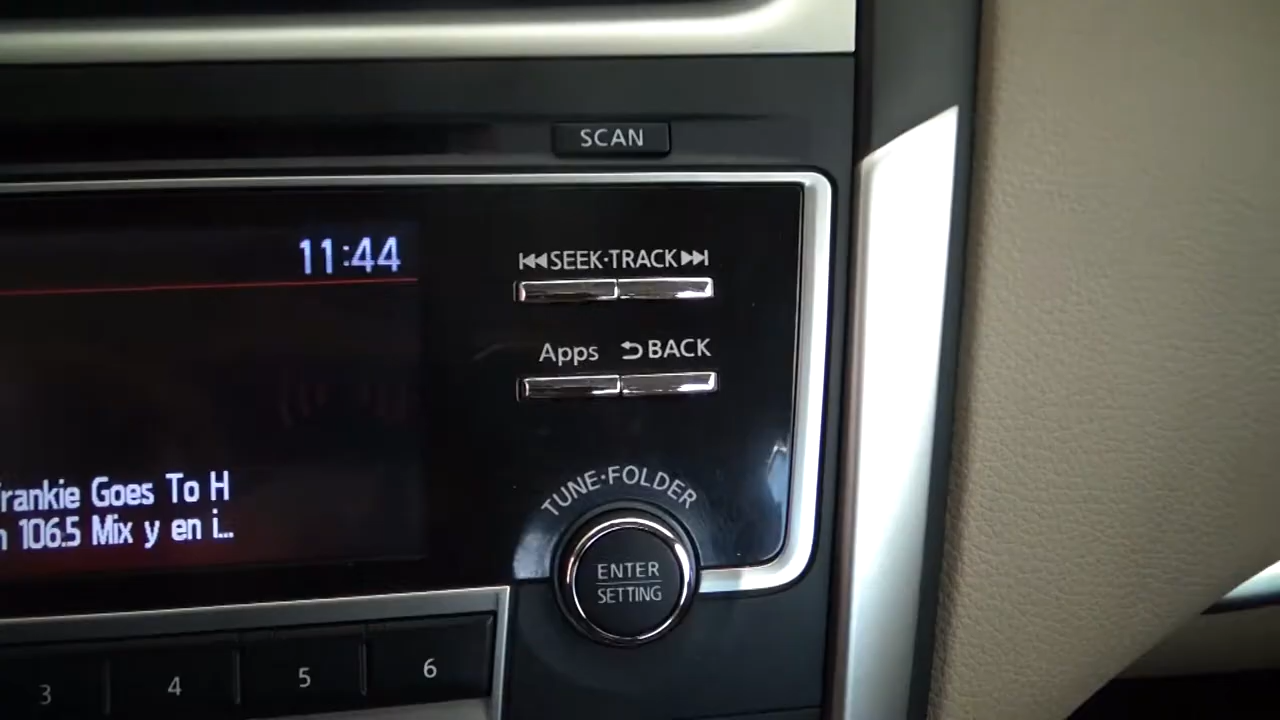 SCAN
11:44
SEEK·TRACK
Apps BACK
TUNE·FOLDER
rankie Goes To H
106.5 Mix y en i...
ENTER
SETTING
3 4 5 6